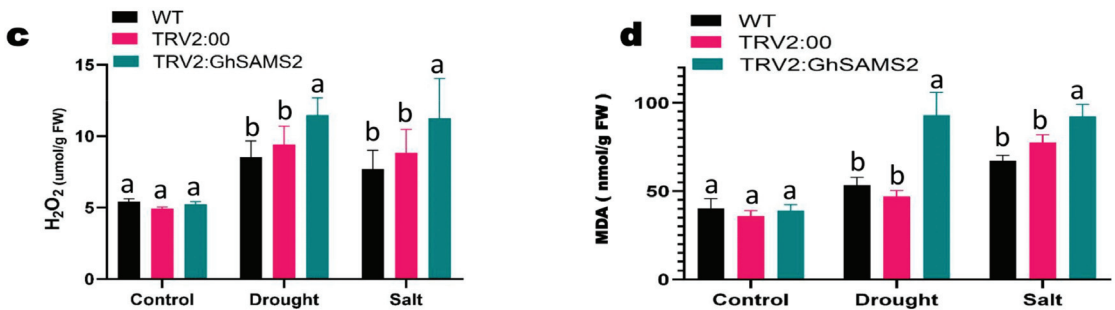 c
WT
TRV2:00
TRV2:GhSAMS2
H₂O₂ (umol/g FW)
15
10
5
0
a a a
b b a
b b a
Control Drought Salt
d
WT
TRV2:00
TRV2:GhSAMS2
MDA ( nmol/g FW )
100
50
0
a a a
b b a
b b a
Control Drought Salt